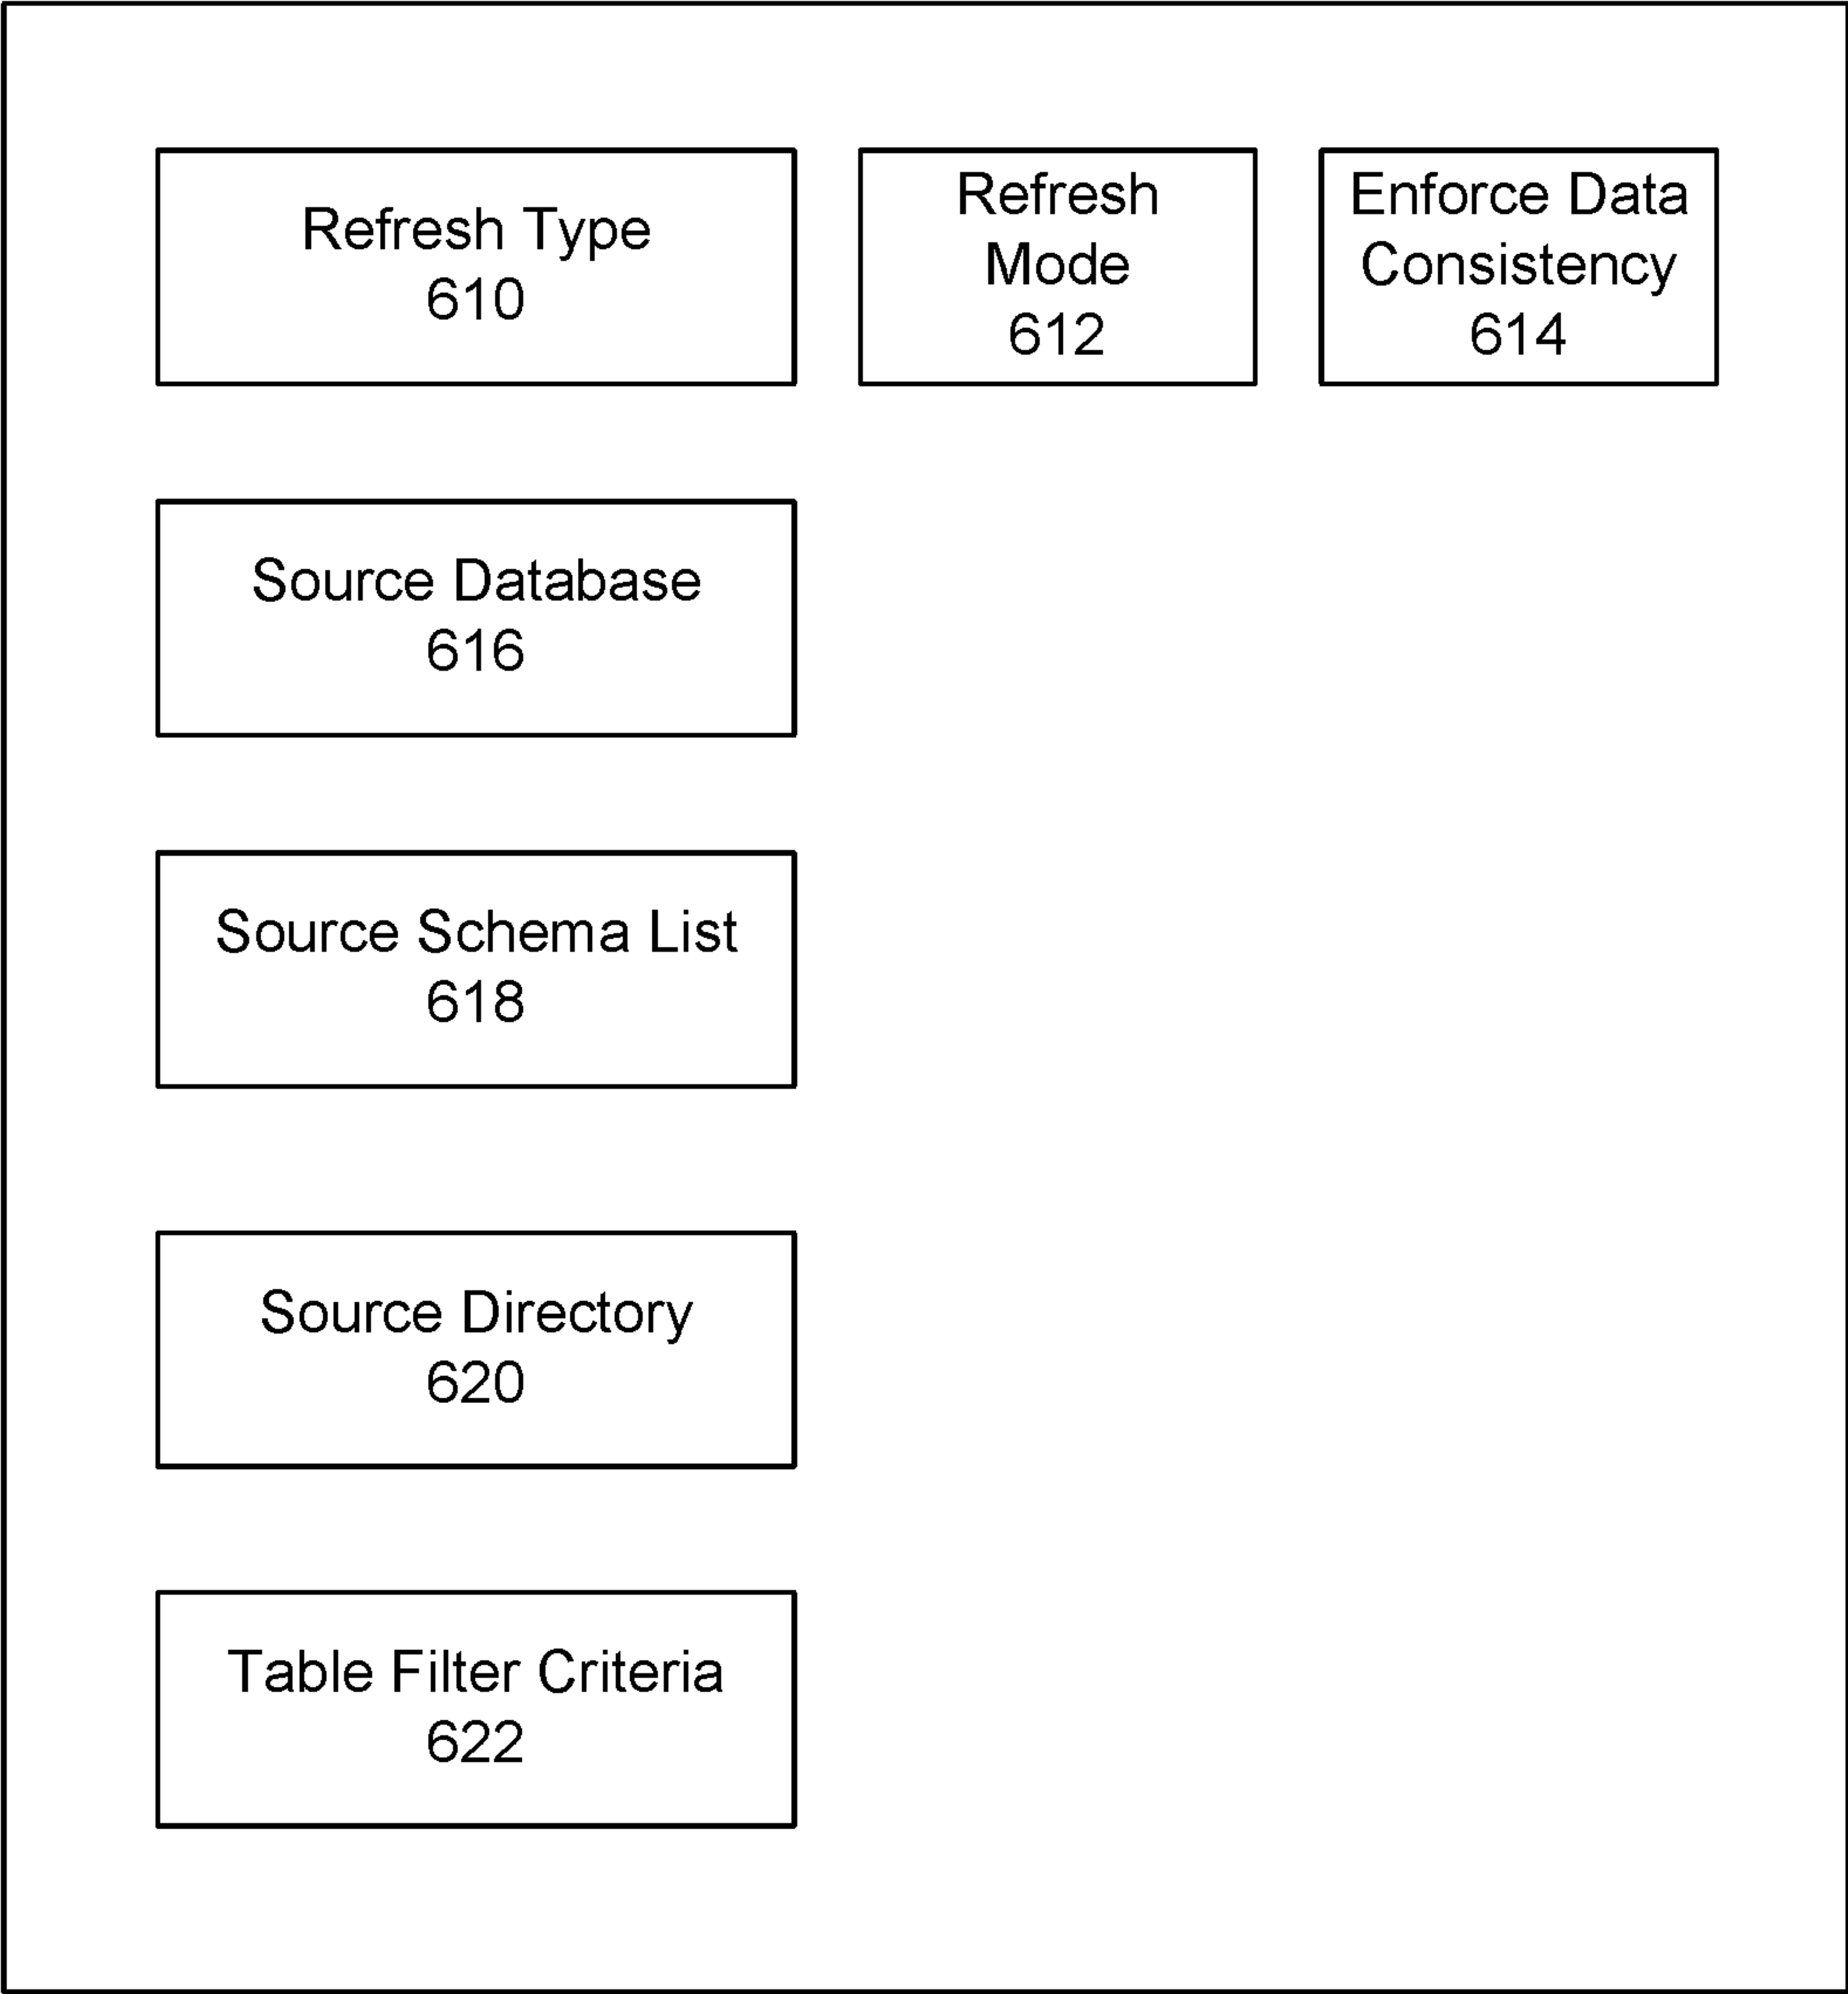 Refresh Type
610
Refresh
Mode
612
Enforce Data
Consistency
614
Source Database
616
Source Schema List
618
Source Directory
620
Table Filter Criteria
622